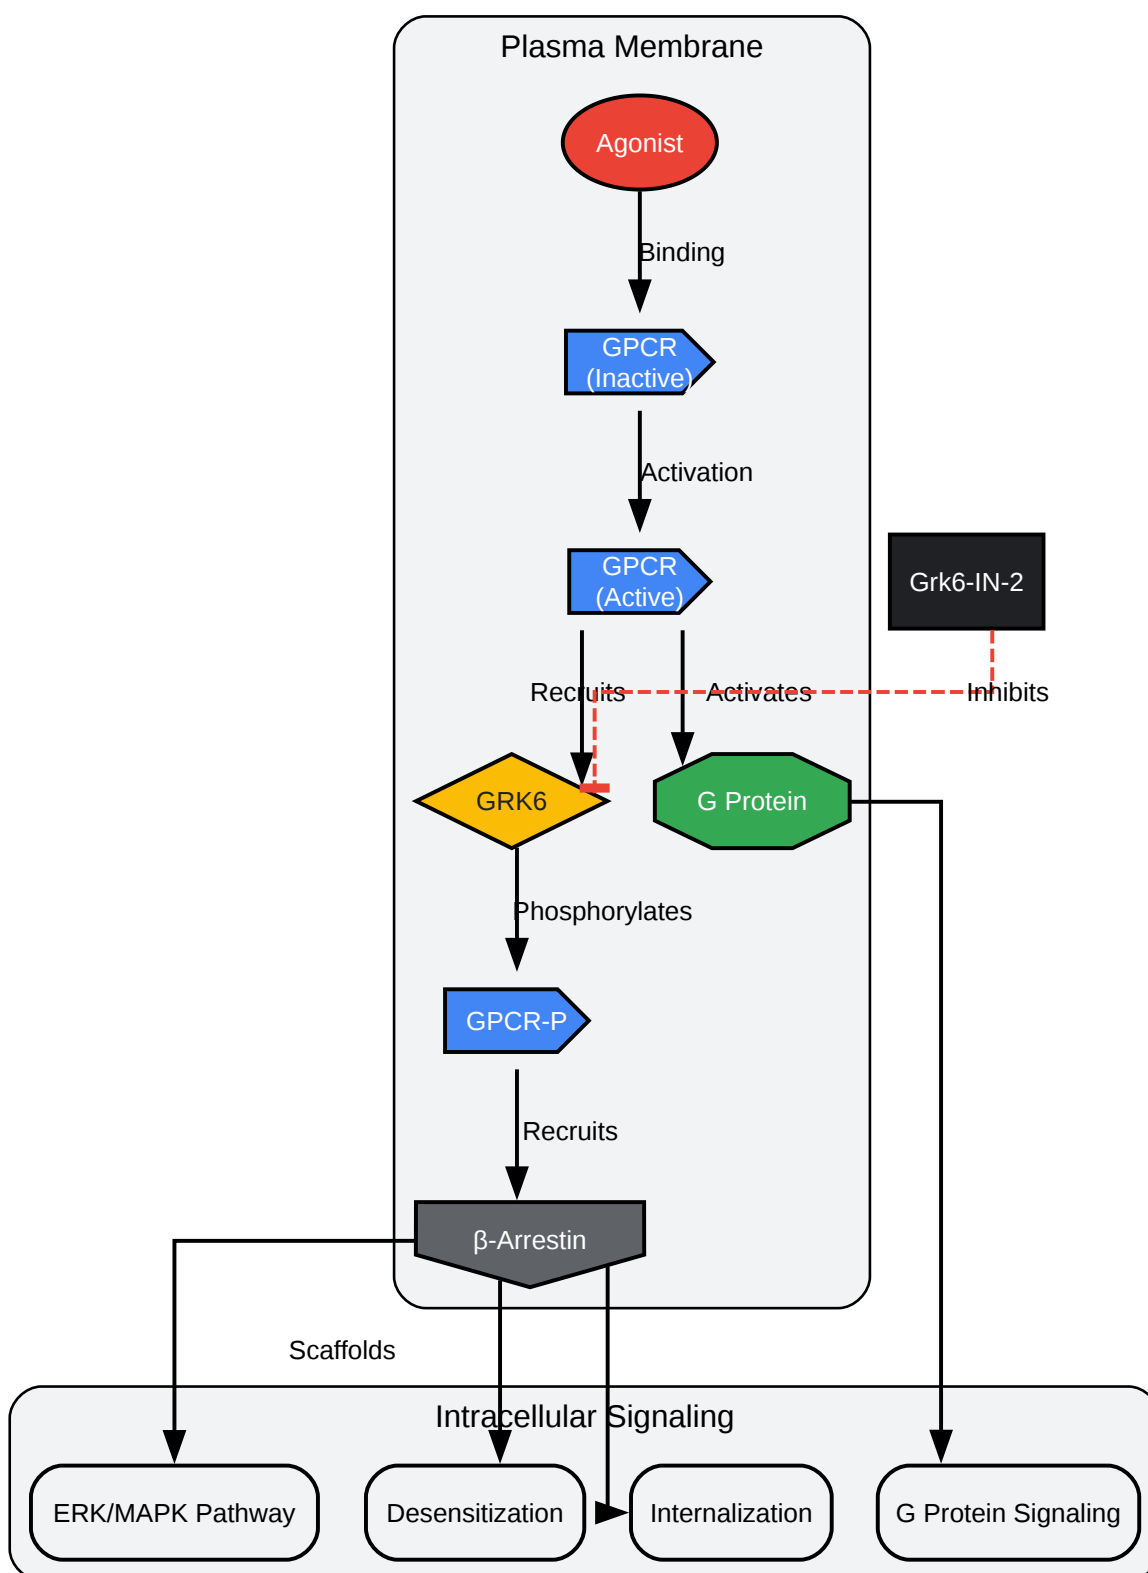 Plasma Membrane
Agonist
Binding
GPCR
(Inactive)
Activation
GPCR
(Active)
Grk6-IN-2
Recruits
Activates
Inhibits
GRK6
G Protein
Phosphorylates
GPCR-P
Recruits
β-Arrestin
Scaffolds
Intracellular Signaling
ERK/MAPK Pathway
Desensitization
Internalization
G Protein Signaling